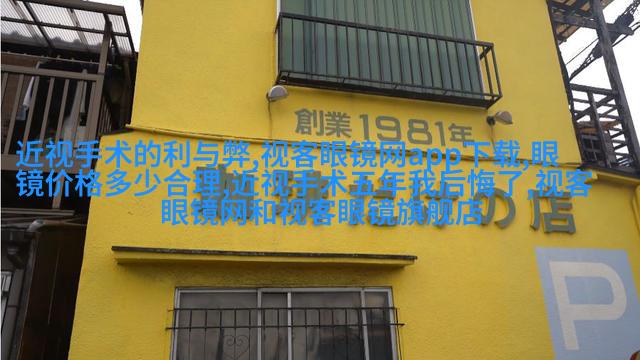 創業1981年
近视手术的利与弊,视客眼镜网app下载,眼
镜价格多少合理,近视手术五年我后悔了,视客
眼镜网和视客眼镜旗舰店
の店
P